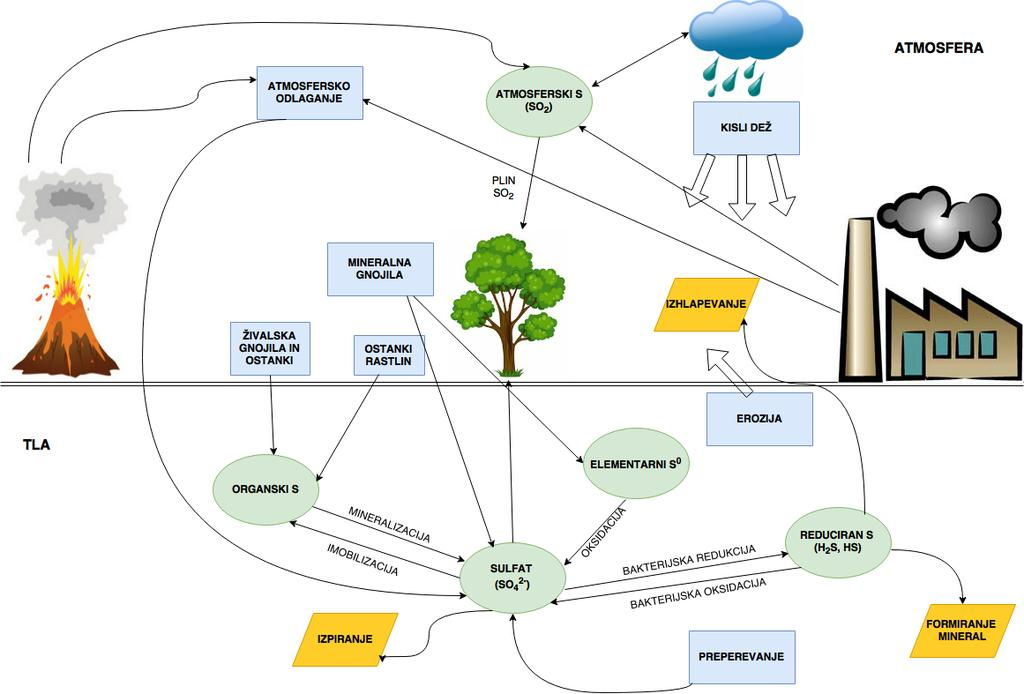 ATMOSFERA
ATMOSFERSKO
ODLAGANJE
ATMOSFERSKI S
(SO₂)
KISLI DEŽ
PLIN
SO₂
MINERALNA
GNOJILA
IZHLAPEVANJE
ŽIVALSKA
GNOJILA IN
OSTANKI
OSTANKI
RASTLIN
EROZIJA
TLA
ORGANSKI S
ELEMENTARNI S⁰
MINERALIZACIJA
IMOBILIZACIJA
OKSIDACIJA
SULFAT
(SO₄²⁻)
BAKTERIJSKA REDUKCIJA
BAKTERIJSKA OKSIDACIJA
REDUCIRAN S
(H₂S, HS)
IZPIRANJE
FORMIRANJE
MINERAL
PREPEREVANJE